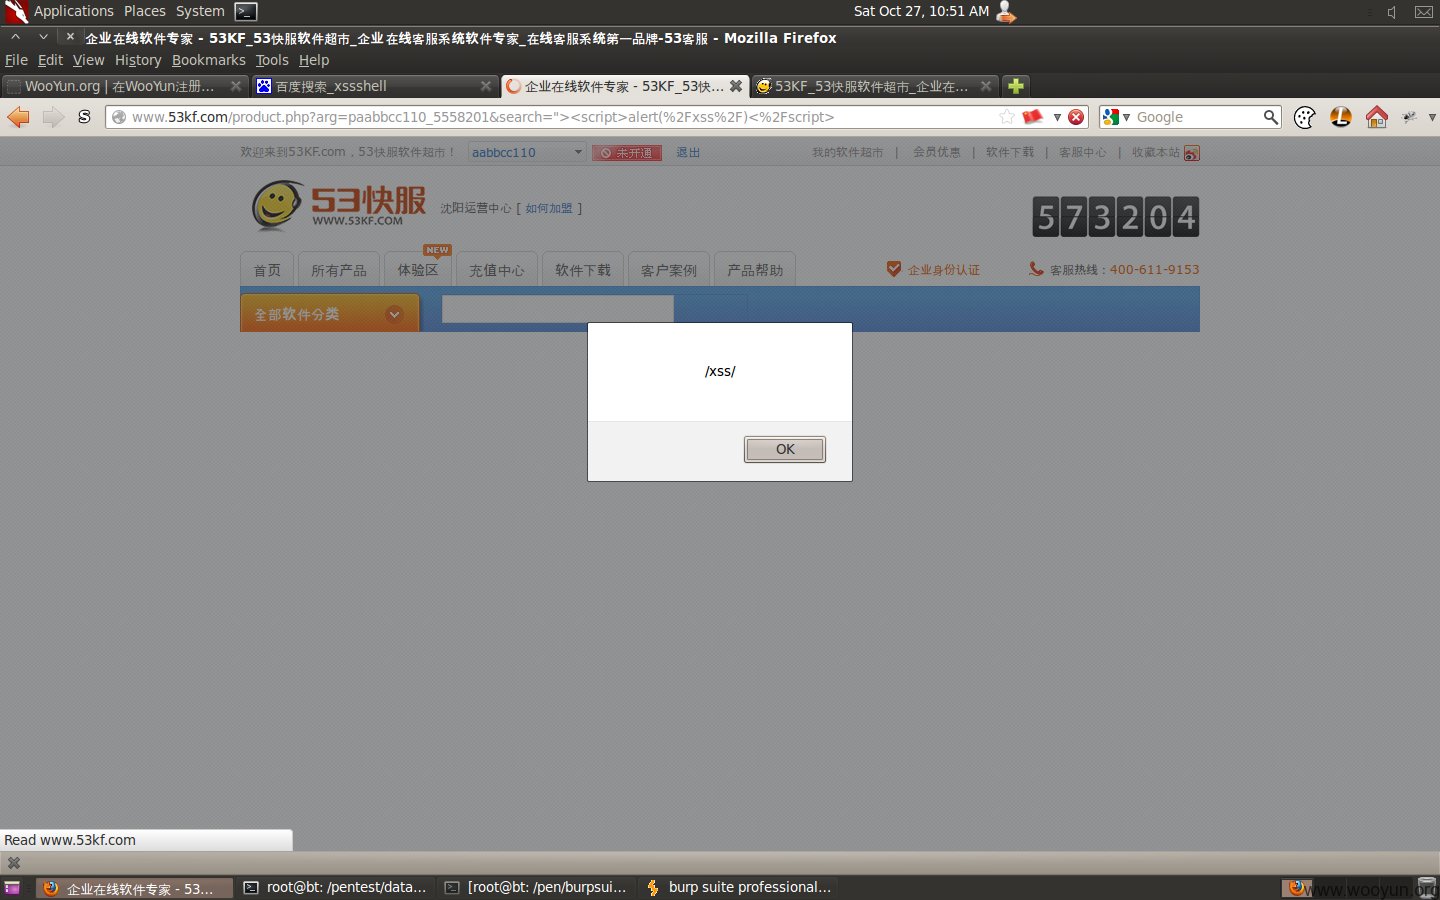 Applications Places System
Sat Oct 27, 10:51 AM
企业在线软件专家 - 53KF_53快服软件超市_企业在线客服系统软件专家_在线客服系统第一品牌-53客服 - Mozilla Firefox
File Edit View History Bookmarks Tools Help
WooYun.org | 在WooYun注册...
百度搜索_xssshell
企业在线软件专家 - 53KF_53快...
53KF_53快服软件超市_企业在...
www.53kf.com/product.php?arg=paabbcc110_5558201&search="><script>alert(%2Fxss%2F)<%2Fscript>
Google
欢迎来到53KF.com，53快服软件超市！ aabbcc110 未开通 退出
我的软件超市 | 会员优惠 | 软件下载 | 客服中心 | 收藏本站
53快服
WWW.53KF.COM
沈阳运营中心 [ 如何加盟 ]
573204
NEW
首页 所有产品 体验区 充值中心 软件下载 客户案例 产品帮助
企业身份认证
客服热线：400-611-9153
全部软件分类
/xss/
OK
Read www.53kf.com
企业在线软件专家 - 53...
root@bt: /pentest/data...
[root@bt: /pen/burpsui...
burp suite professional...
www.wooyun.org